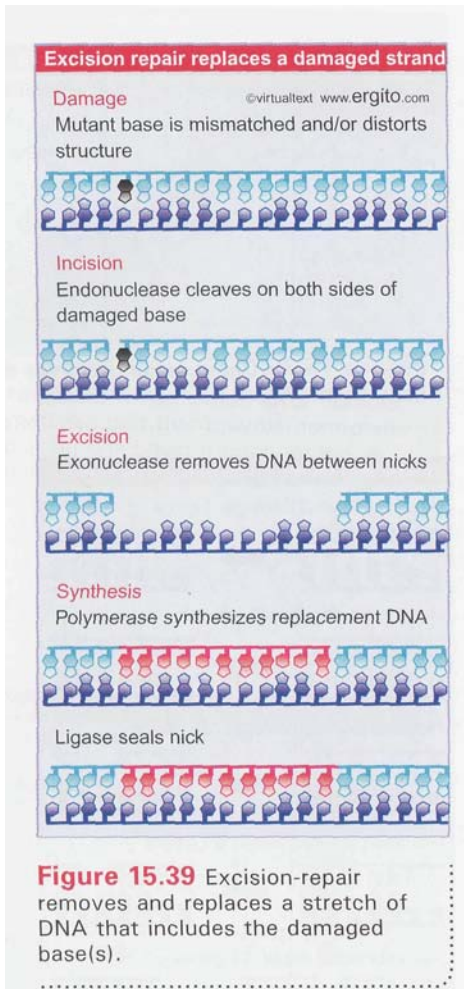 Excision repair replaces a damaged strand
Damage ©virtualtext www.ergito.com
Mutant base is mismatched and/or distorts
structure
Incision
Endonuclease cleaves on both sides of
damaged base
Excision
Exonuclease removes DNA between nicks
Synthesis
Polymerase synthesizes replacement DNA
Ligase seals nick
Figure 15.39 Excision-repair
removes and replaces a stretch of
DNA that includes the damaged
base(s).